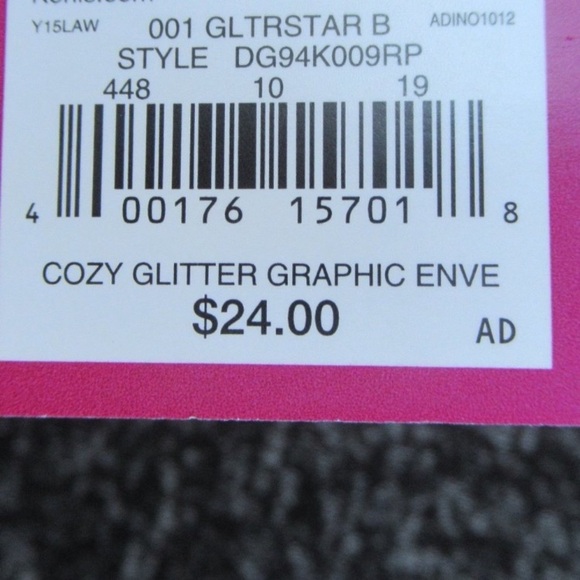 Y15LAW 001 GLTRSTAR B ADINO1012
STYLE DG94K009RP
448 10 19
4 00176 15701 8
COZY GLITTER GRAPHIC ENVE
$24.00
AD